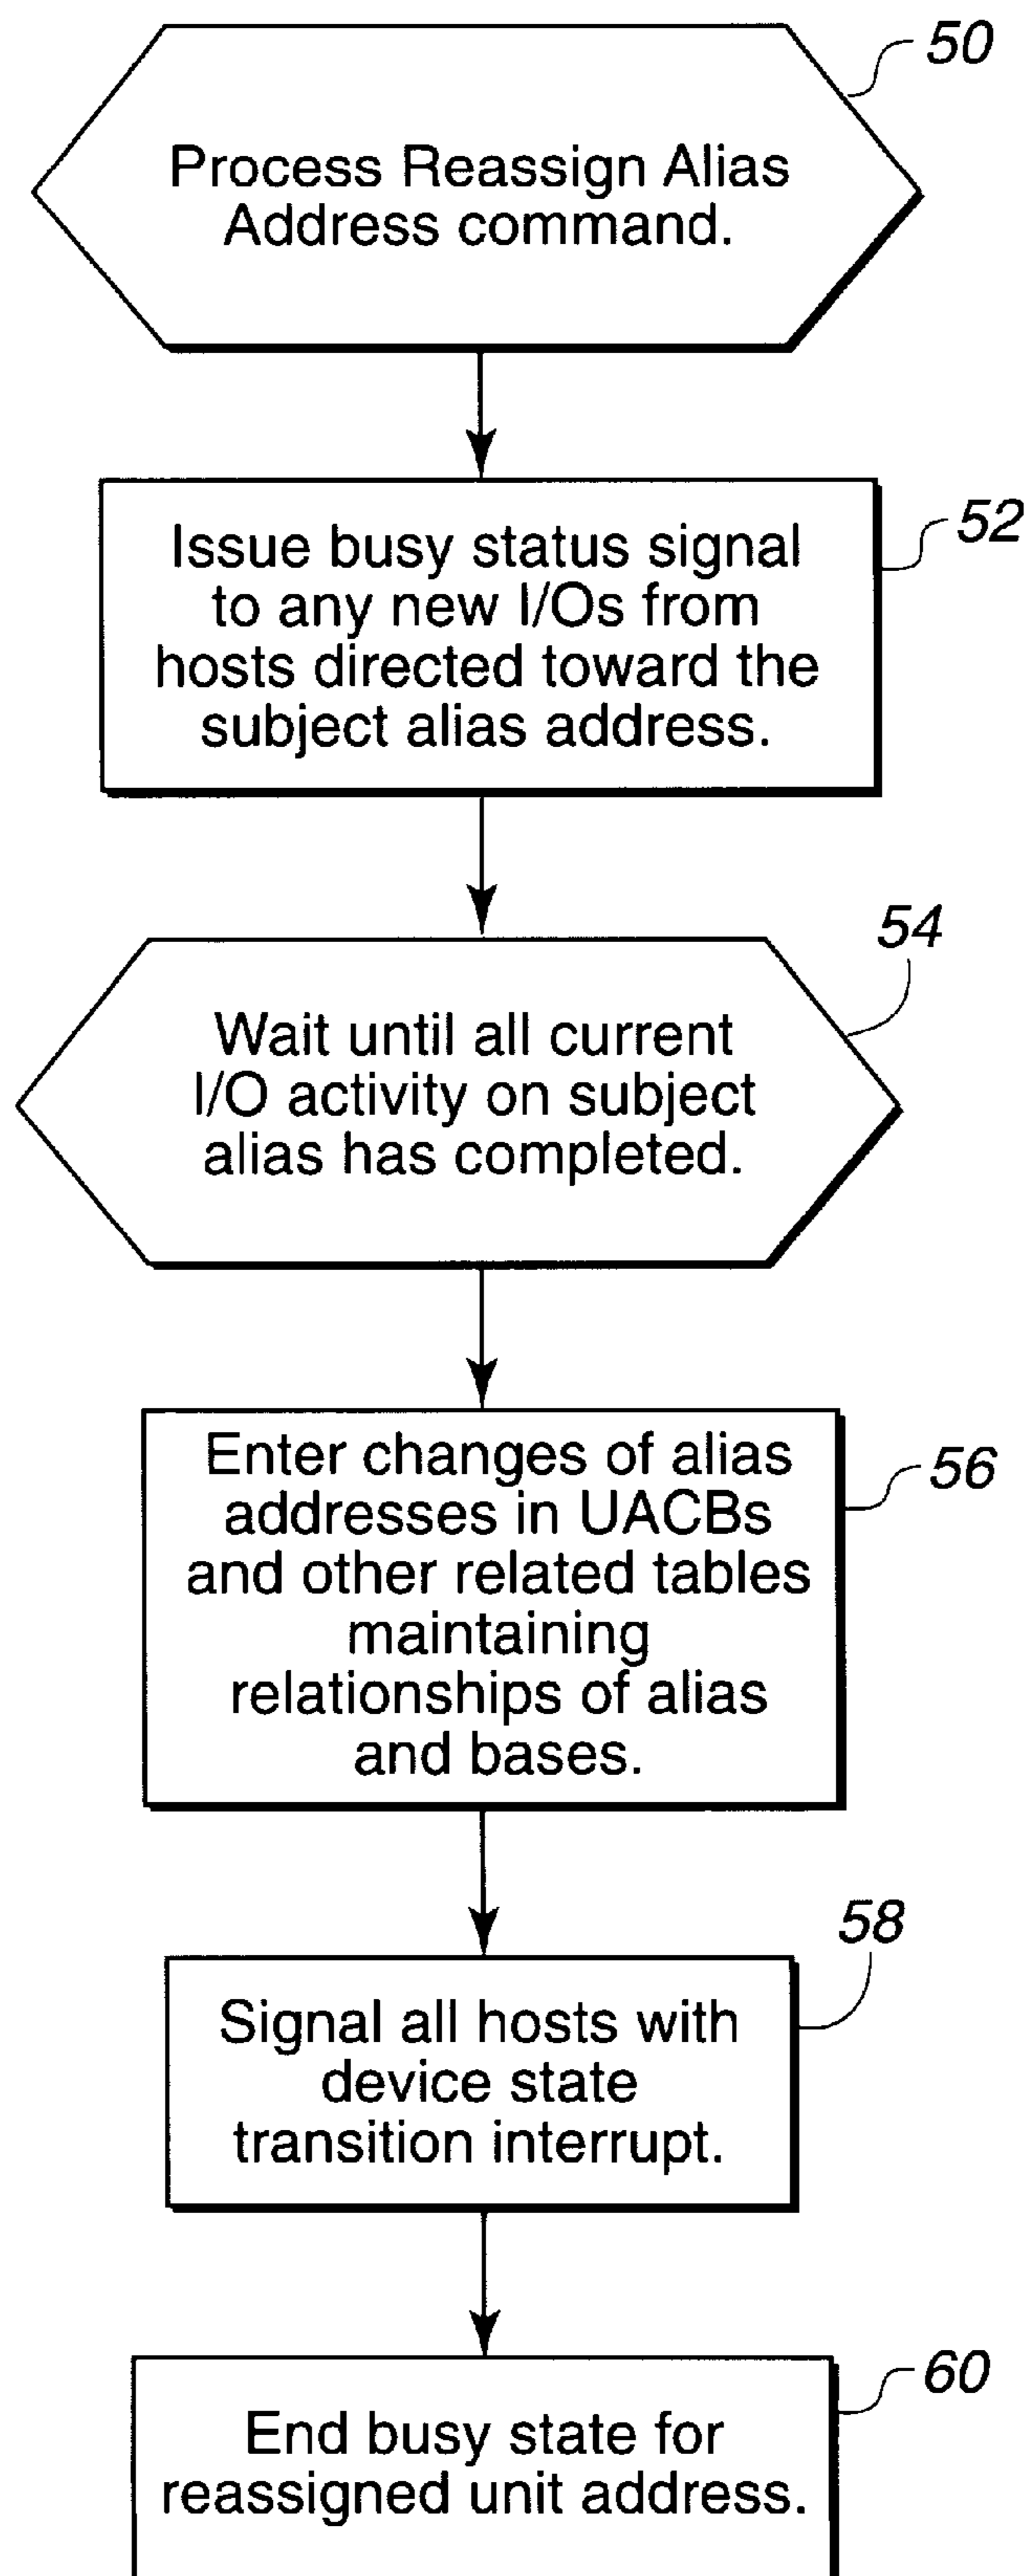 50
Process Reassign Alias
Address command.
52
Issue busy status signal
to any new I/Os from
hosts directed toward the
subject alias address.
54
Wait until all current
I/O activity on subject
alias has completed.
56
Enter changes of alias
addresses in UACBs
and other related tables
maintaining
relationships of alias
and bases.
58
Signal all hosts with
device state
transition interrupt.
60
End busy state for
reassigned unit address.